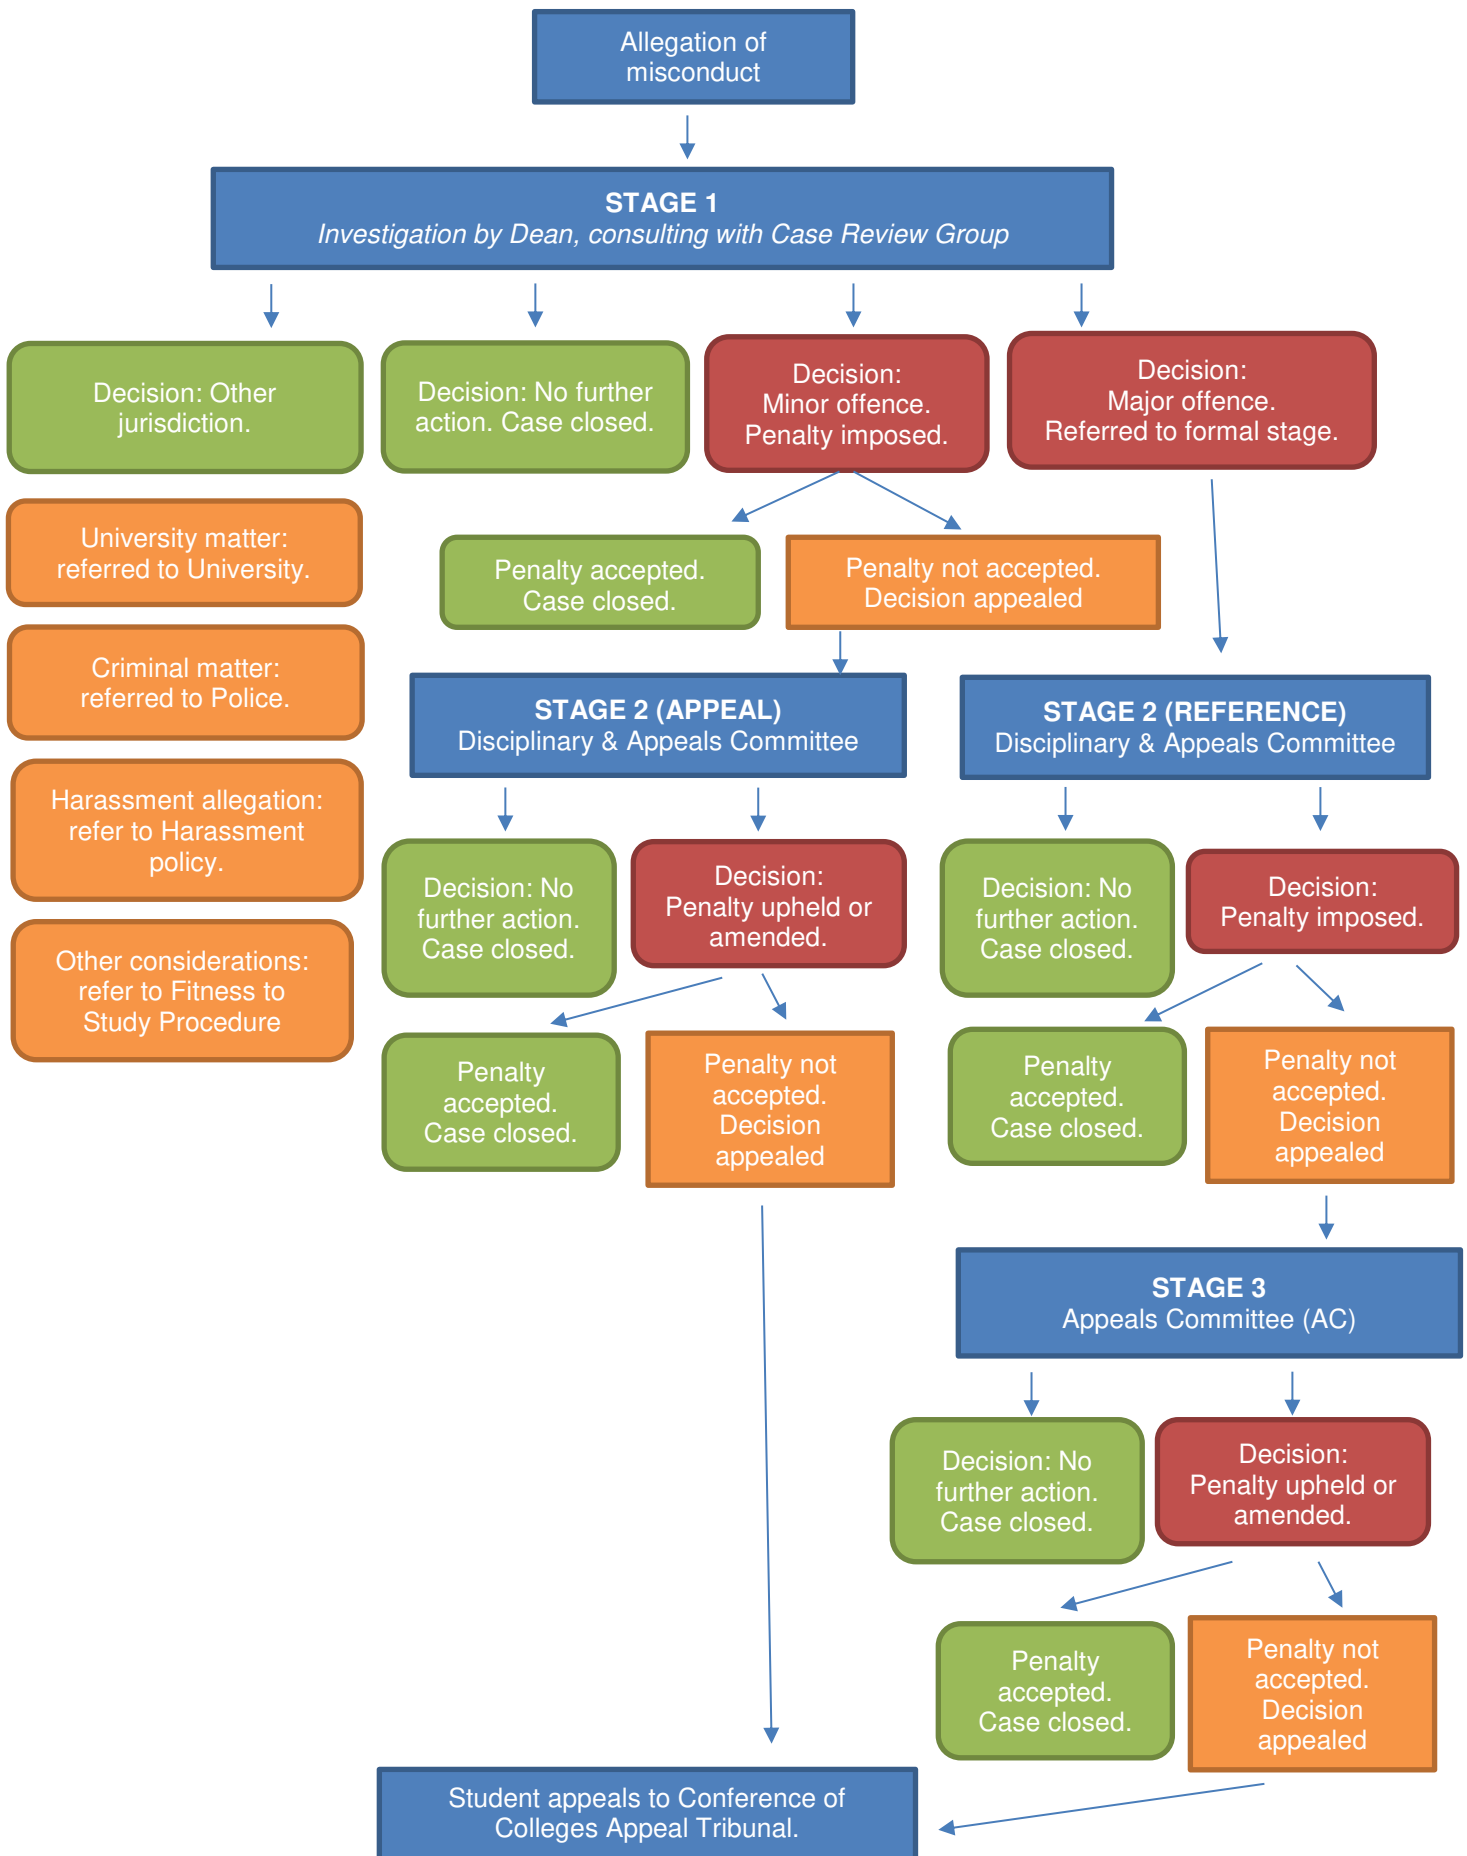 Allegation of
misconduct
STAGE 1
Investigation by Dean, consulting with Case Review Group
Decision: Other
jurisdiction.
Decision: No further
action. Case closed.
Decision:
Minor offence.
Penalty imposed.
Decision:
Major offence.
Referred to formal stage.
University matter:
referred to University.
Criminal matter:
referred to Police.
Harassment allegation:
refer to Harassment
policy.
Other considerations:
refer to Fitness to
Study Procedure
Penalty accepted.
Case closed.
Penalty not accepted.
Decision appealed
STAGE 2 (APPEAL)
Disciplinary & Appeals Committee
STAGE 2 (REFERENCE)
Disciplinary & Appeals Committee
Decision: No
further action.
Case closed.
Decision:
Penalty upheld or
amended.
Decision: No
further action.
Case closed.
Decision:
Penalty imposed.
Penalty
accepted.
Case closed.
Penalty not
accepted.
Decision
appealed
Penalty
accepted.
Case closed.
Penalty not
accepted.
Decision
appealed
STAGE 3
Appeals Committee (AC)
Decision: No
further action.
Case closed.
Decision:
Penalty upheld or
amended.
Penalty
accepted.
Case closed.
Penalty not
accepted.
Decision
appealed
Student appeals to Conference of
Colleges Appeal Tribunal.